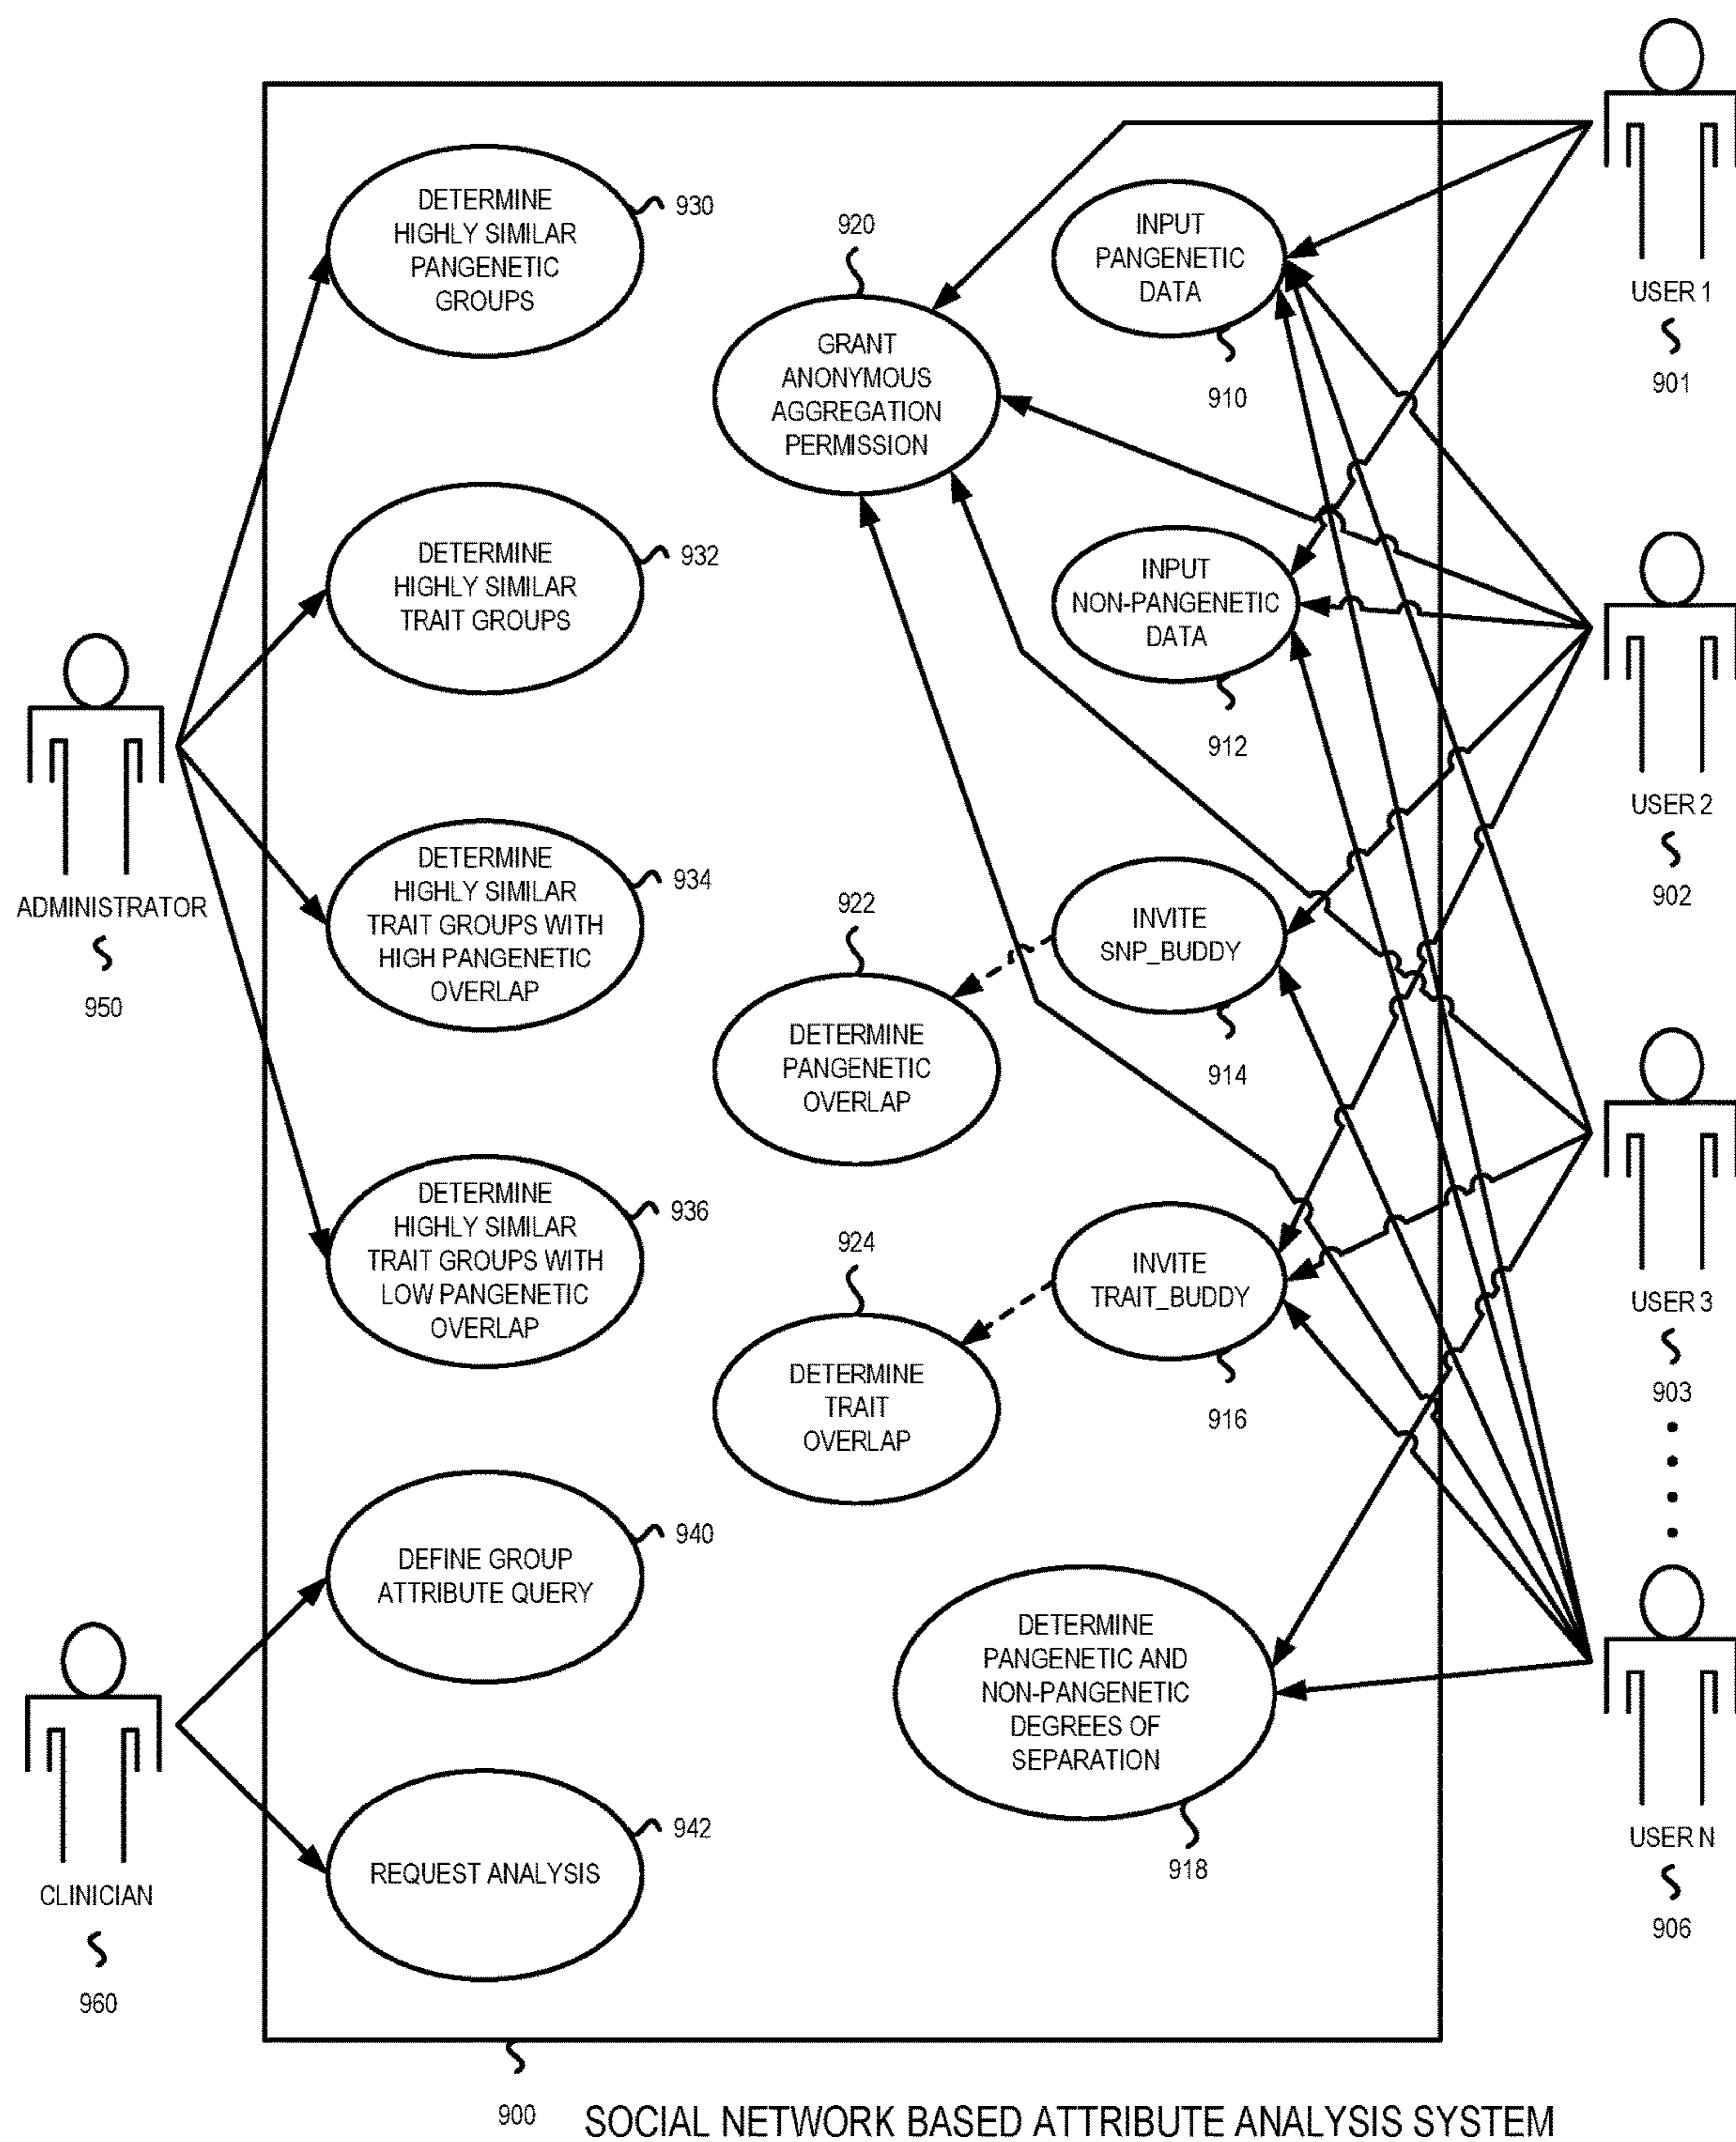 DETERMINE
HIGHLY SIMILAR
PANGENETIC
GROUPS
930
DETERMINE
HIGHLY SIMILAR
TRAIT GROUPS
932
DETERMINE
HIGHLY SIMILAR
TRAIT GROUPS WITH
HIGH PANGENETIC
OVERLAP
934
DETERMINE
HIGHLY SIMILAR
TRAIT GROUPS WITH
LOW PANGENETIC
OVERLAP
936
DEFINE GROUP
ATTRIBUTE QUERY
940
REQUEST ANALYSIS
942
ADMINISTRATOR
950
CLINICIAN
960
920
GRANT
ANONYMOUS
AGGREGATION
PERMISSION
922
DETERMINE
PANGENETIC
OVERLAP
924
DETERMINE
TRAIT
OVERLAP
INPUT
PANGENETIC
DATA
910
INPUT
NON-PANGENETIC
DATA
912
INVITE
SNP_BUDDY
914
INVITE
TRAIT_BUDDY
916
DETERMINE
PANGENETIC AND
NON-PANGENETIC
DEGREES OF
SEPARATION
918
USER 1
901
USER 2
902
USER 3
903
USER N
906
900
SOCIAL NETWORK BASED ATTRIBUTE ANALYSIS SYSTEM